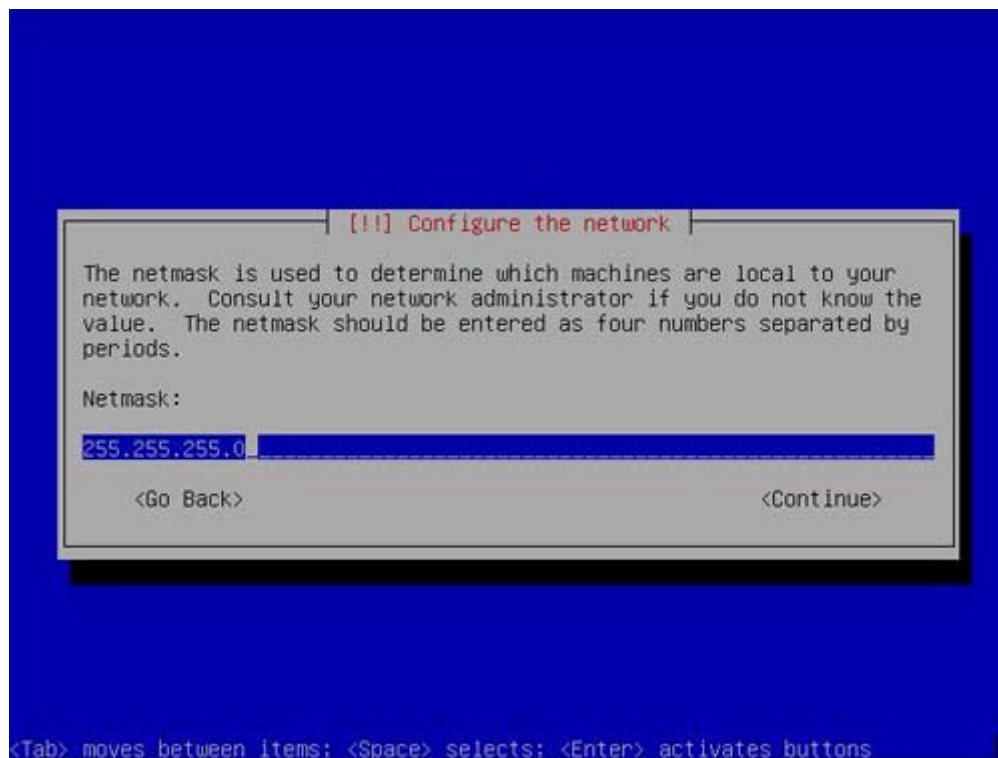 [!!] Configure the network
The netmask is used to determine which machines are local to your
network.  Consult your network administrator if you do not know the
value.  The netmask should be entered as four numbers separated by
periods.
Netmask:
255.255.255.0
<Go Back> <Continue>
<Tab> moves between items; <Space> selects; <Enter> activates buttons